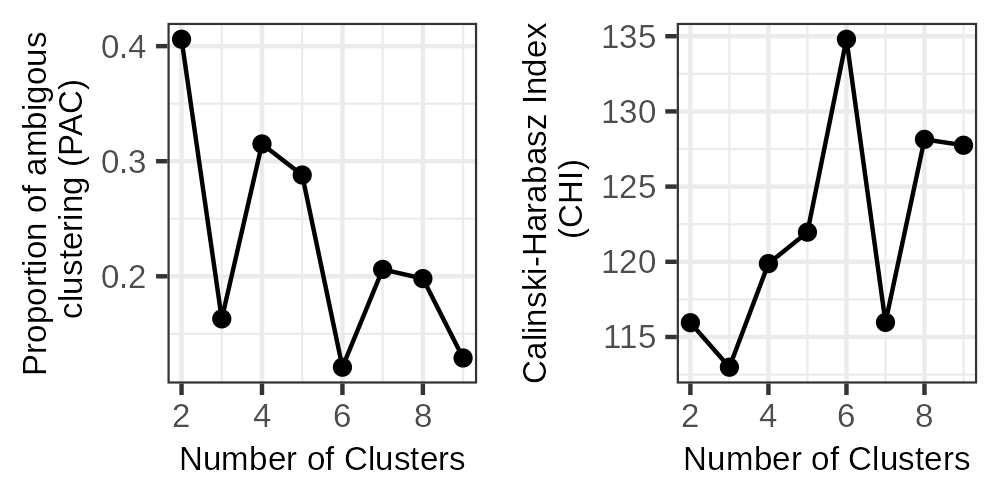 Proportion of ambigous
clustering (PAC)
0.4
0.3
0.2
2 4 6 8
Number of Clusters
Calinski-Harabasz Index
(CHI)
135
130
125
120
115
2 4 6 8
Number of Clusters